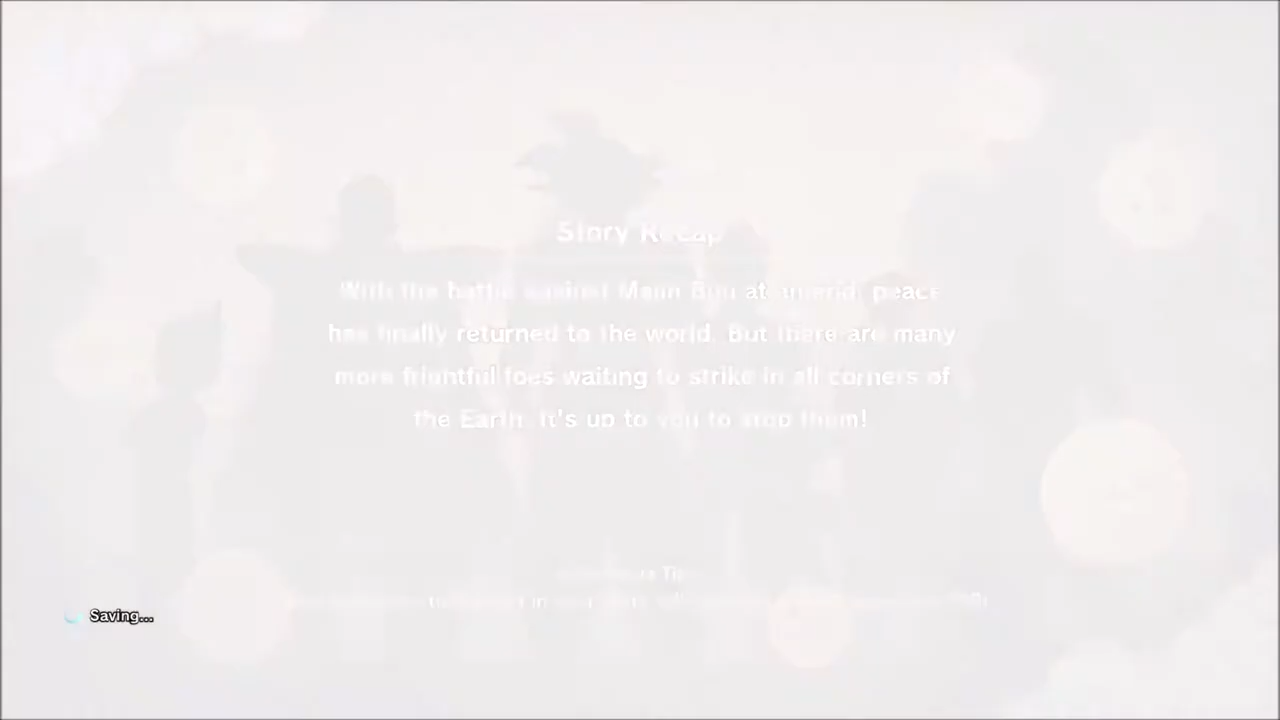 Story Recap
With the battle against Majin Buu at an end, peace
has finally returned to the world. But there are many
more frightful foes waiting to strike in all corners of
the Earth. It's up to you to stop them!
Saving...